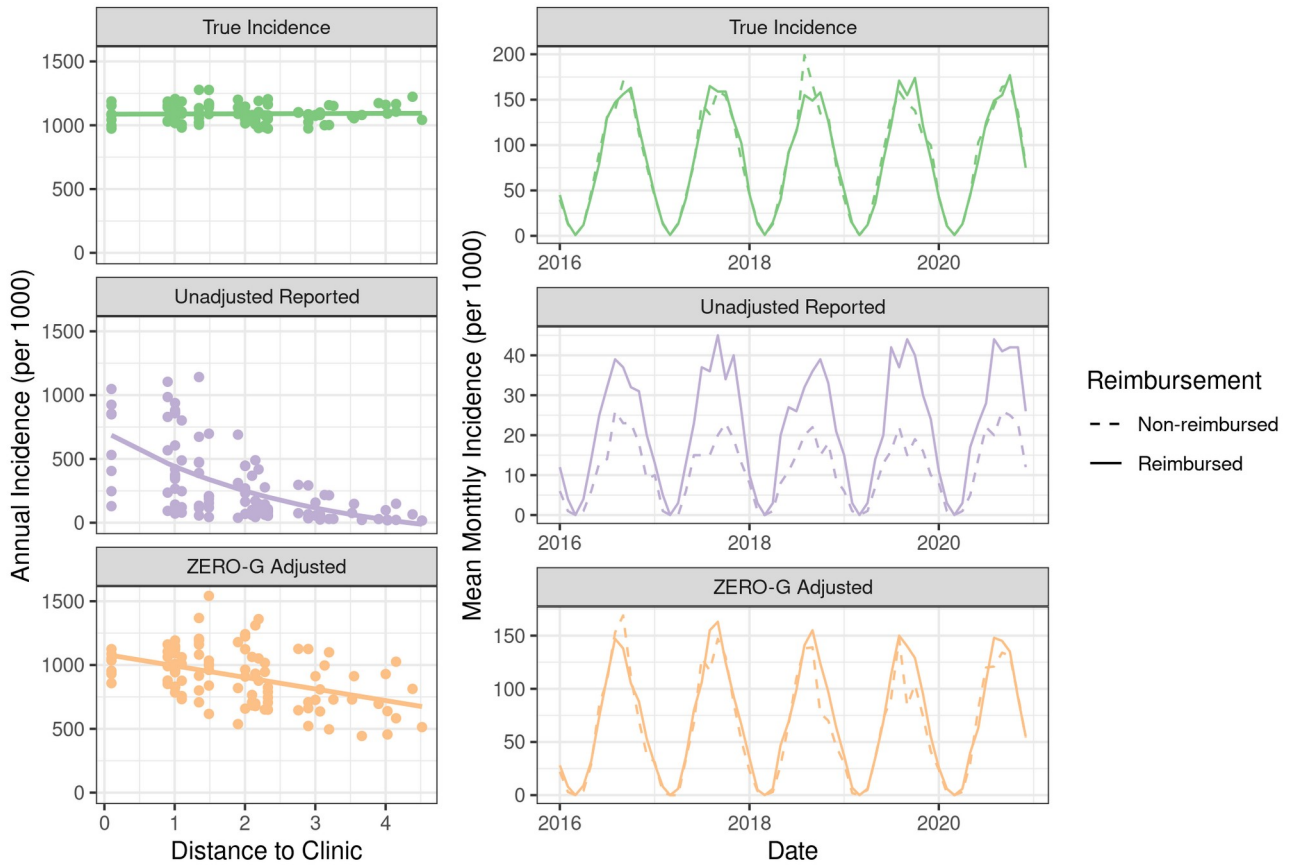 True Incidence
1500
1000
500
0
Unadjusted Reported
1500
1000
500
0
ZERO-G Adjusted
1500
1000
500
0
0 1 2 3 4
Distance to Clinic
Annual Incidence (per 1000)
True Incidence
200
150
100
50
0
2016 2018 2020
Unadjusted Reported
40
30
20
10
0
2016 2018 2020
ZERO-G Adjusted
150
100
50
0
2016 2018 2020
Date
Mean Monthly Incidence (per 1000)
Reimbursement
Non-reimbursed
Reimbursed